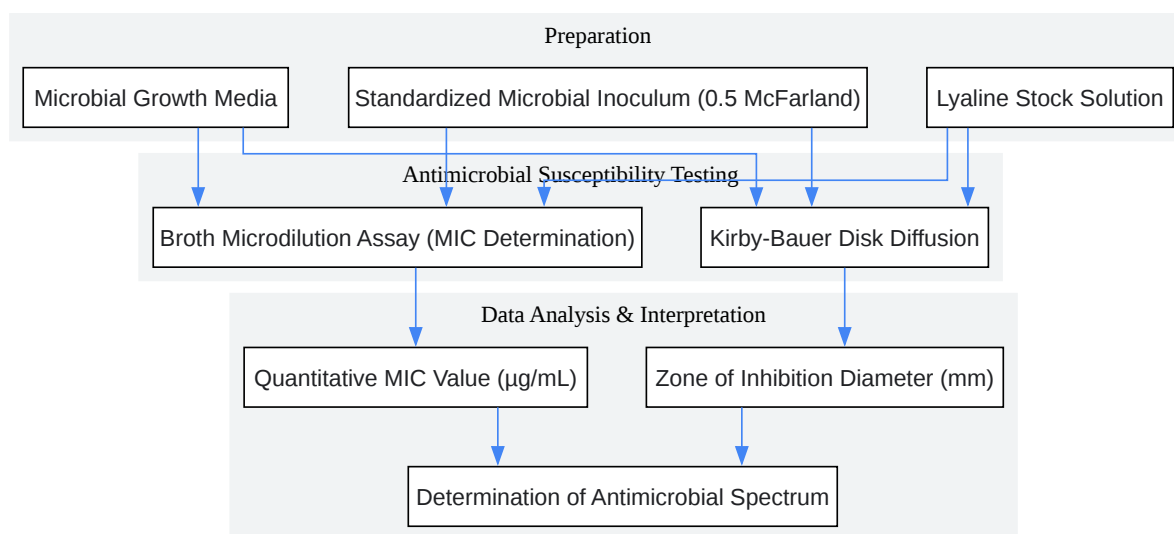 Preparation
Microbial Growth Media
Standardized Microbial Inoculum (0.5 McFarland)
Lyaline Stock Solution
Antimicrobial Susceptibility Testing
Broth Microdilution Assay (MIC Determination)
Kirby-Bauer Disk Diffusion
Data Analysis & Interpretation
Quantitative MIC Value (µg/mL)
Zone of Inhibition Diameter (mm)
Determination of Antimicrobial Spectrum